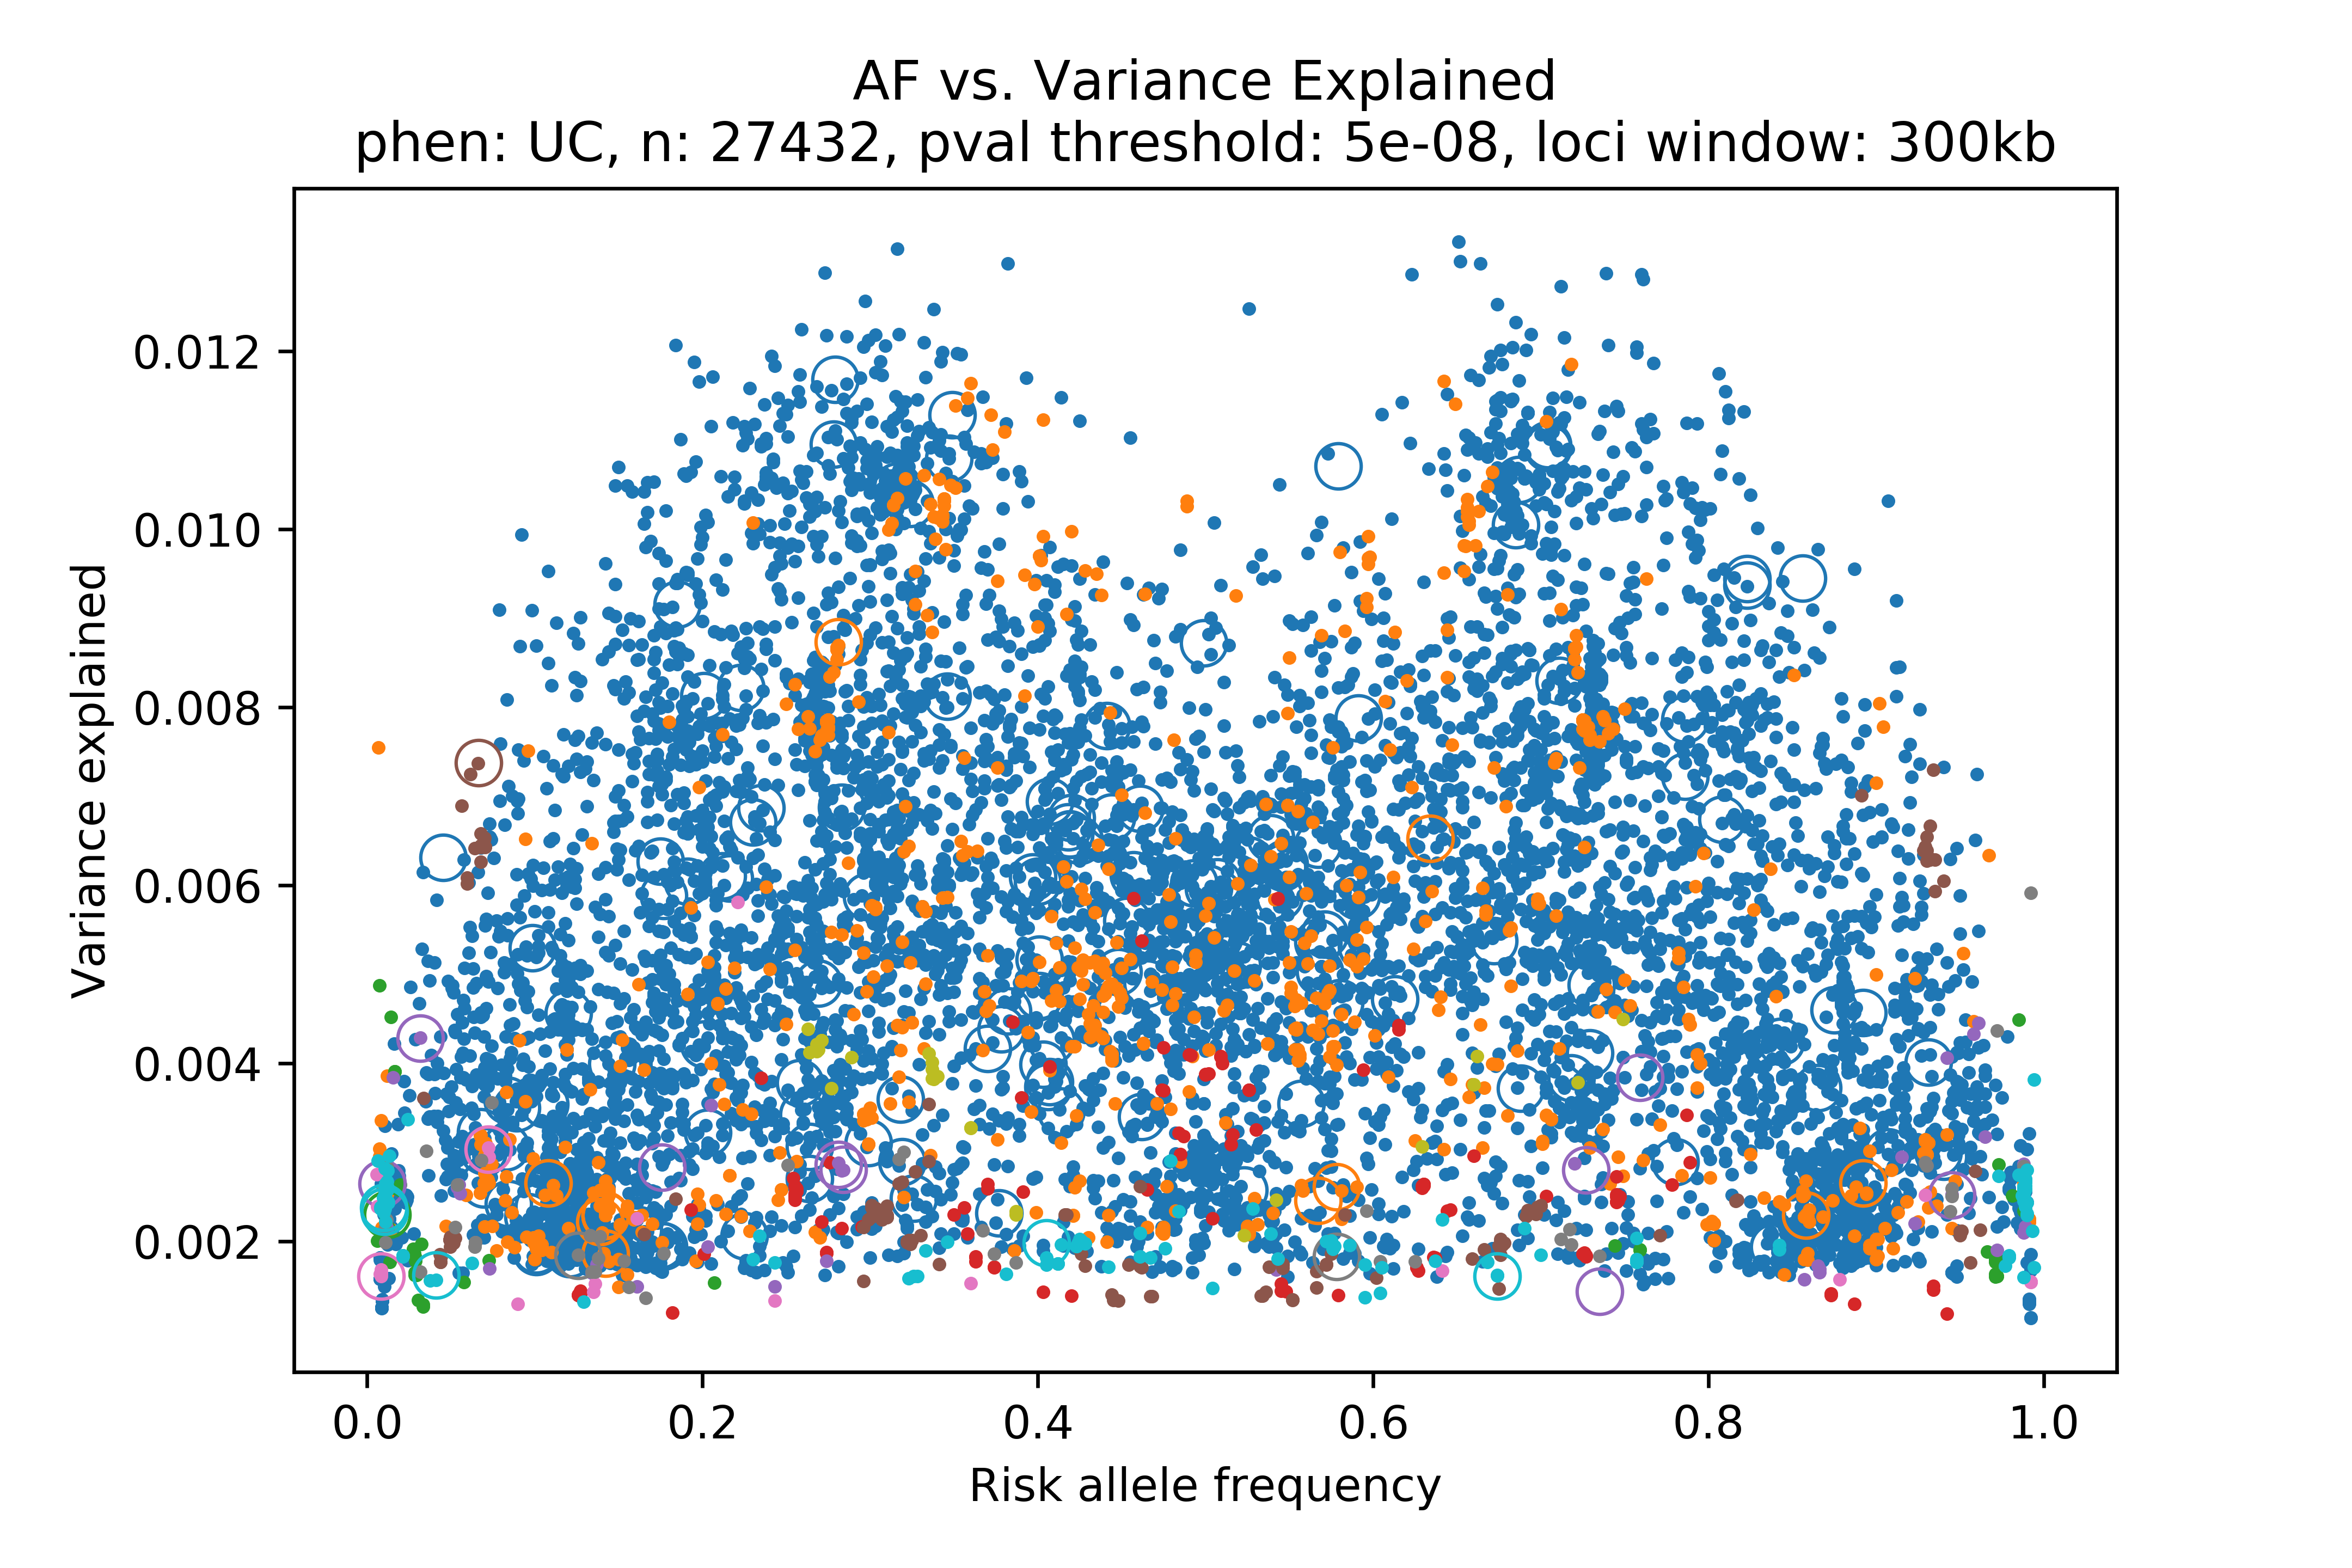 AF vs. Variance Explained
phen: UC, n: 27432, pval threshold: 5e-08, loci window: 300kb
Variance explained
0.012
0.010
0.008
0.006
0.004
0.002
0.0 0.2 0.4 0.6 0.8 1.0
Risk allele frequency